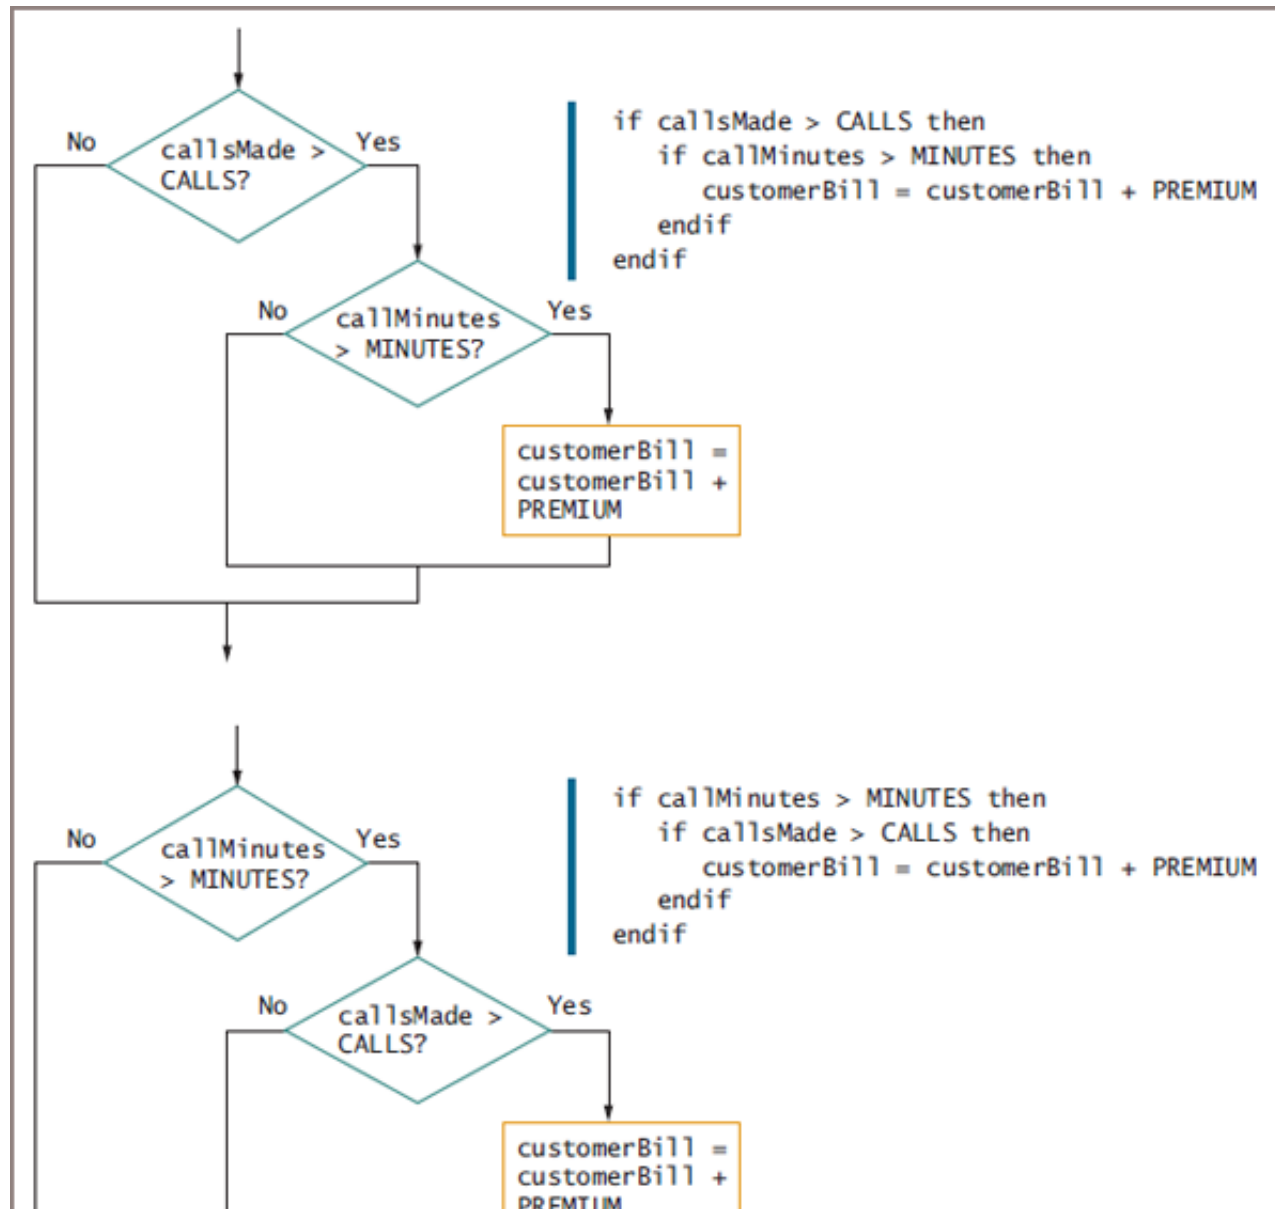 No
Yes
callsMade >
CALLS?
if callsMade > CALLS then
if callMinutes > MINUTES then
customerBill = customerBill + PREMIUM
endif
endif
No
Yes
callMinutes
> MINUTES?
customerBill =
customerBill +
PREMIUM
No
Yes
callMinutes
> MINUTES?
if callMinutes > MINUTES then
if callsMade > CALLS then
customerBill = customerBill + PREMIUM
endif
endif
No
Yes
callsMade >
CALLS?
customerBill =
customerBill +
PREMIUM